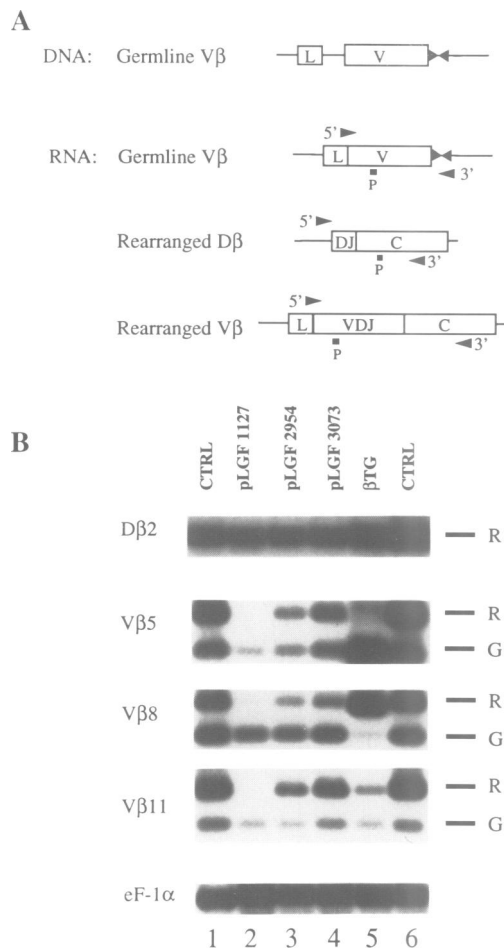 A
DNA: Germline Vβ
L V
RNA: Germline Vβ
5'
L V
P 3'
Rearranged Dβ
5'
DJ C
P 3'
Rearranged Vβ
5'
L VDJ C
P 3'
B
CTRL pLGF 1127 pLGF 2954 pLGF 3073 βTG CTRL
Dβ2 R
Vβ5 R
G
Vβ8 R
G
Vβ11 R
G
eF-1α
1 2 3 4 5 6